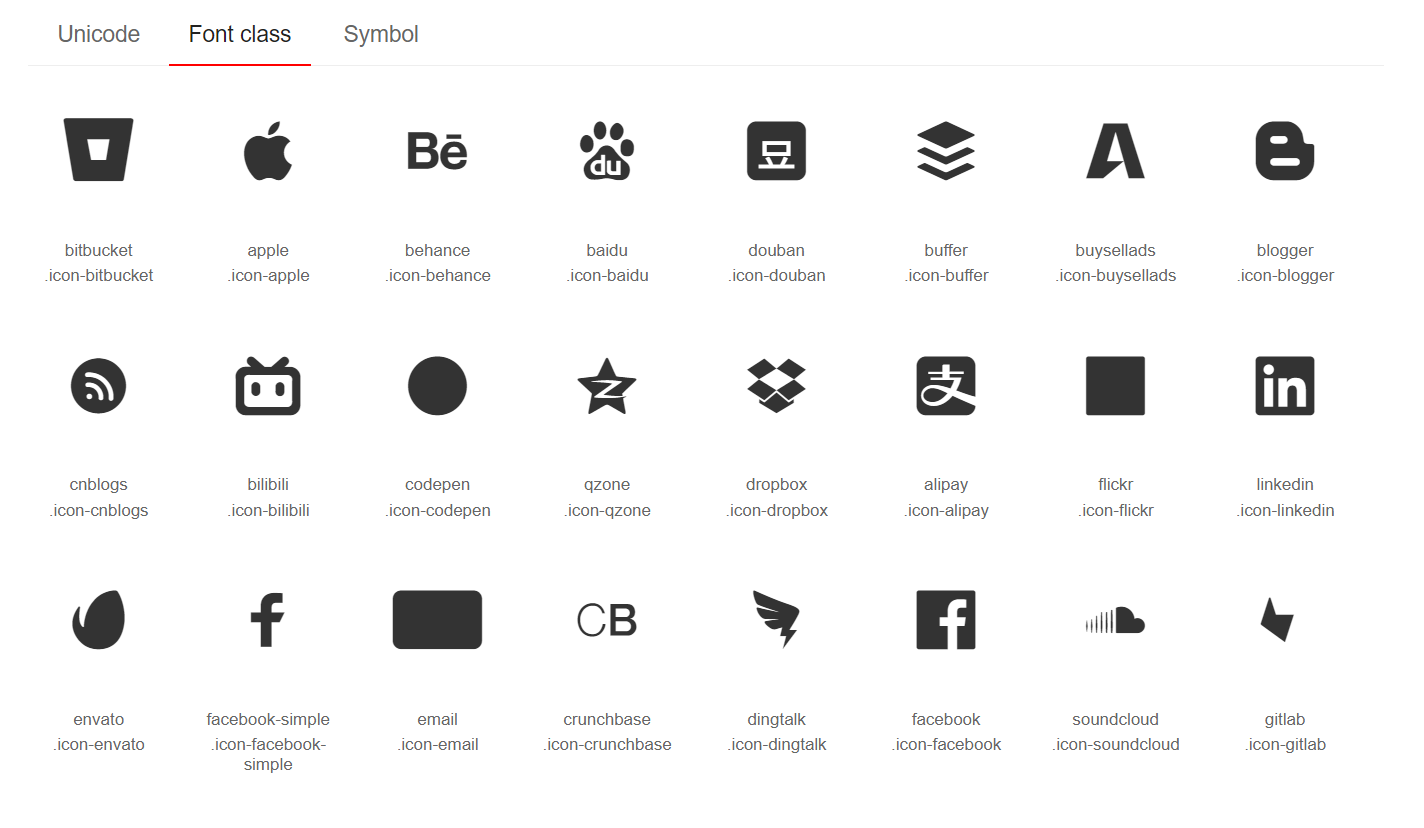 Unicode Font class Symbol
Bē du 豆
bitbucket apple behance baidu douban buffer buysellads blogger
.icon-bitbucket .icon-apple .icon-behance .icon-baidu .icon-douban .icon-buffer .icon-buysellads .icon-blogger
支 in
cnblogs bilibili codepen qzone dropbox alipay flickr linkedin
.icon-cnblogs .icon-bilibili .icon-codepen .icon-qzone .icon-dropbox .icon-alipay .icon-flickr .icon-linkedin
f CB f
envato facebook-simple email crunchbase dingtalk facebook soundcloud gitlab
.icon-envato .icon-facebook- .icon-email .icon-crunchbase .icon-dingtalk .icon-facebook .icon-soundcloud .icon-gitlab
simple